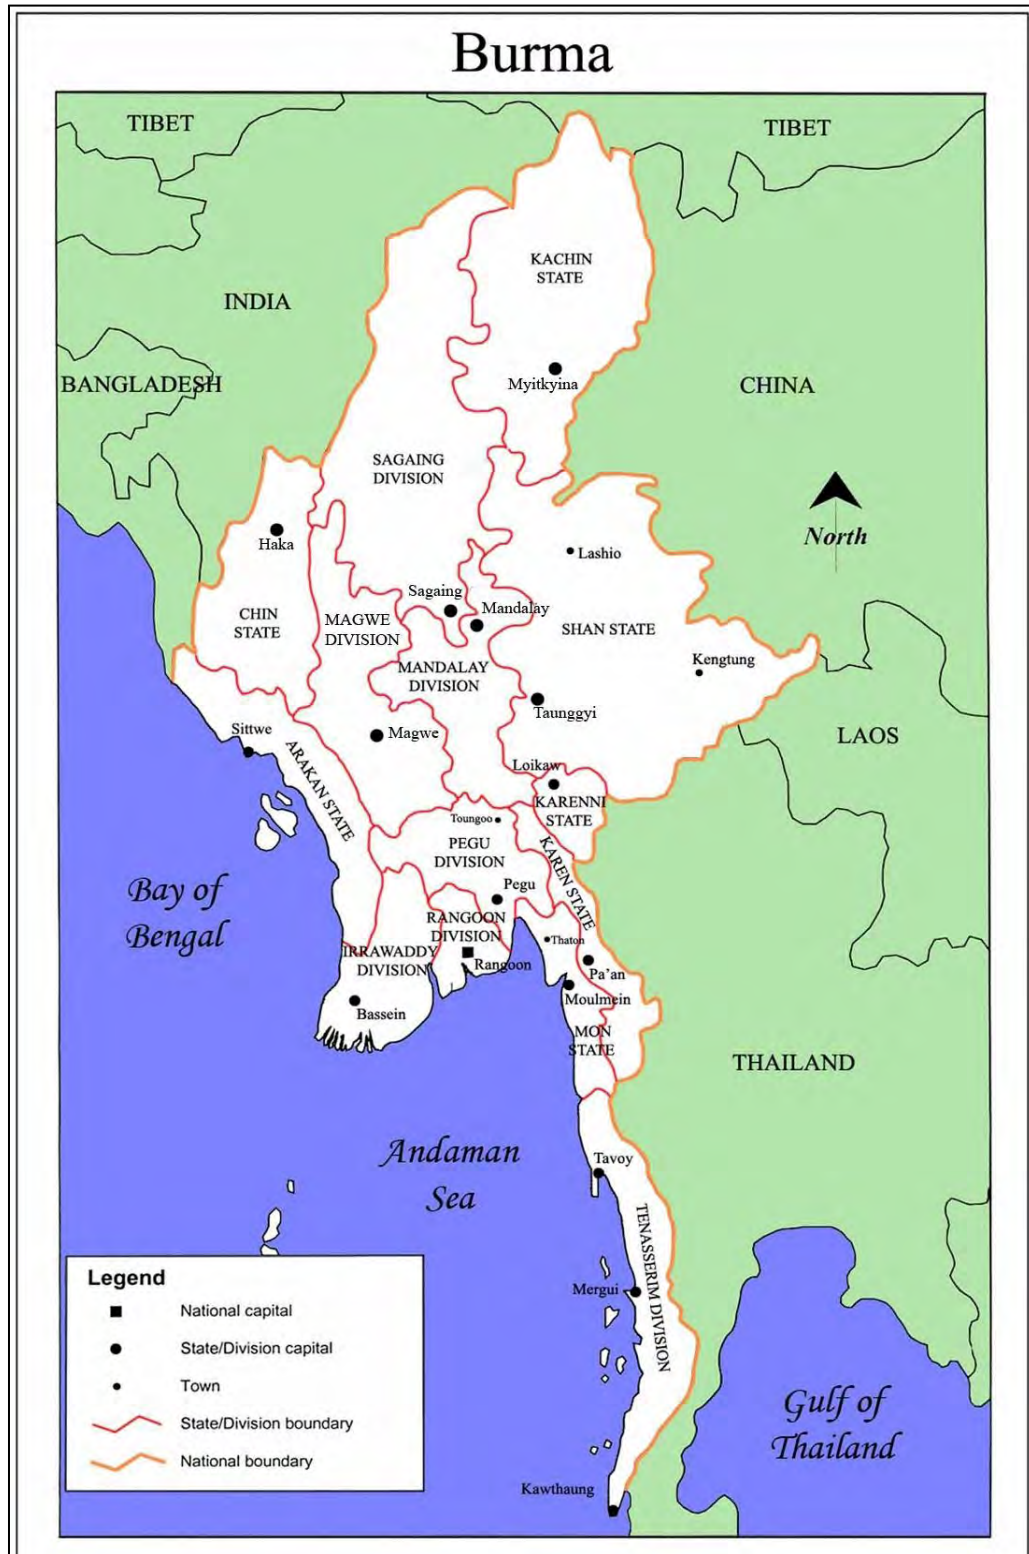 Burma
TIBET
TIBET
KACHIN
STATE
INDIA
Myitkyina
BANGLADESH
CHINA
SAGAING
DIVISION
North
Haka
Lashio
Sagaing
Mandalay
CHIN
STATE
MAGWE
DIVISION
SHAN STATE
MANDALAY
DIVISION
Kengtung
Taunggyi
Sittwe
Magwe
LAOS
ARAKAN STATE
Loikaw
KARENNI
STATE
Toungoo
PEGU
DIVISION
KAREN STATE
Bay of
Bengal
Pegu
RANGOON
DIVISION
Thaton
IRRAWADDY
DIVISION
Rangoon
Pa'an
Bassein
Moulmein
MON
STATE
THAILAND
Andaman
Sea
Tavoy
TENASSERIM DIVISION
Mergui
Legend
National capital
State/Division capital
Town
State/Division boundary
National boundary
Gulf of
Thailand
Kawthaung